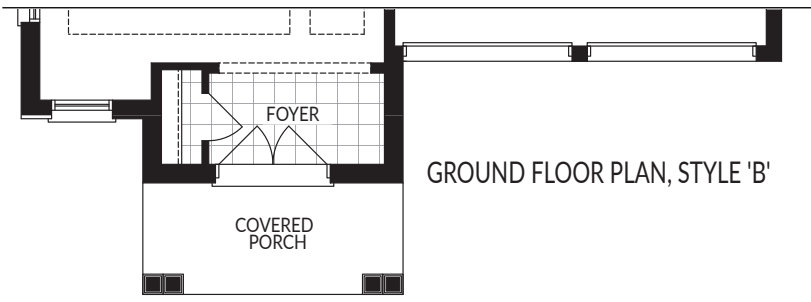 FOYER
GROUND FLOOR PLAN, STYLE 'B'
COVERED
PORCH